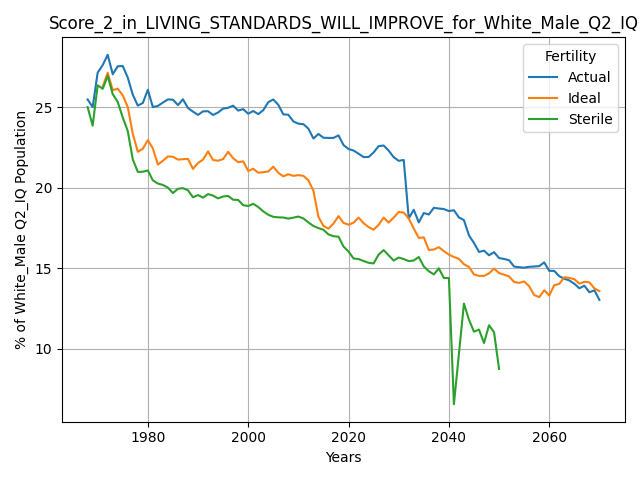 Score_2_in_LIVING_STANDARDS_WILL_IMPROVE_for_White_Male_Q2_IQ
Fertility
Actual
Ideal
Sterile
% of White_Male Q2_IQ Population
25
20
15
10
1980
2000
2020
2040
2060
Years